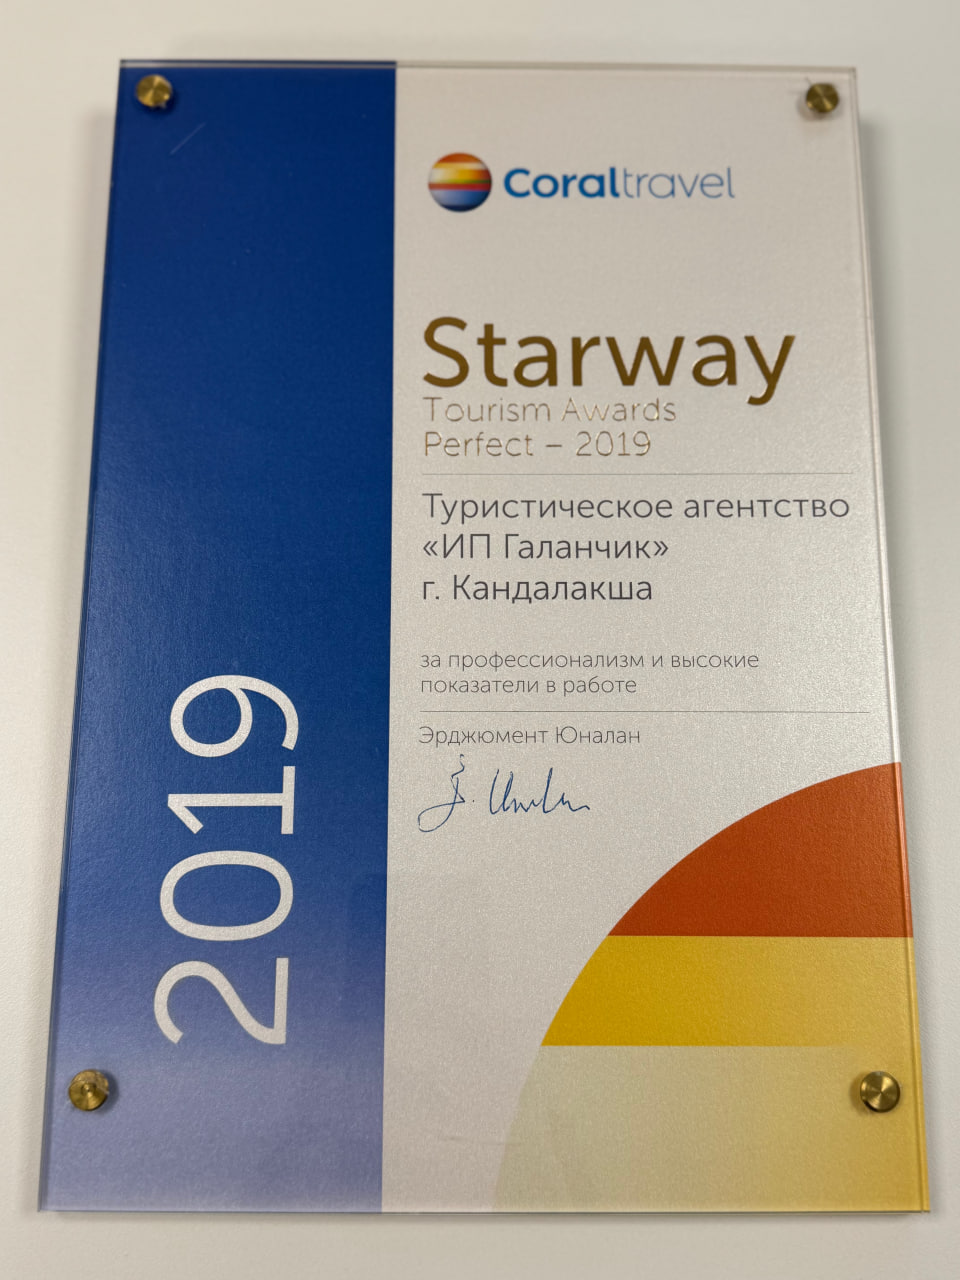 Coraltravel
Starway
Tourism Awards
Perfect – 2019
Туристическое агентство
«ИП Галанчик»
г. Кандалакша
за профессионализм и высокие
показатели в работе
Эрджюмент Юналан
2019